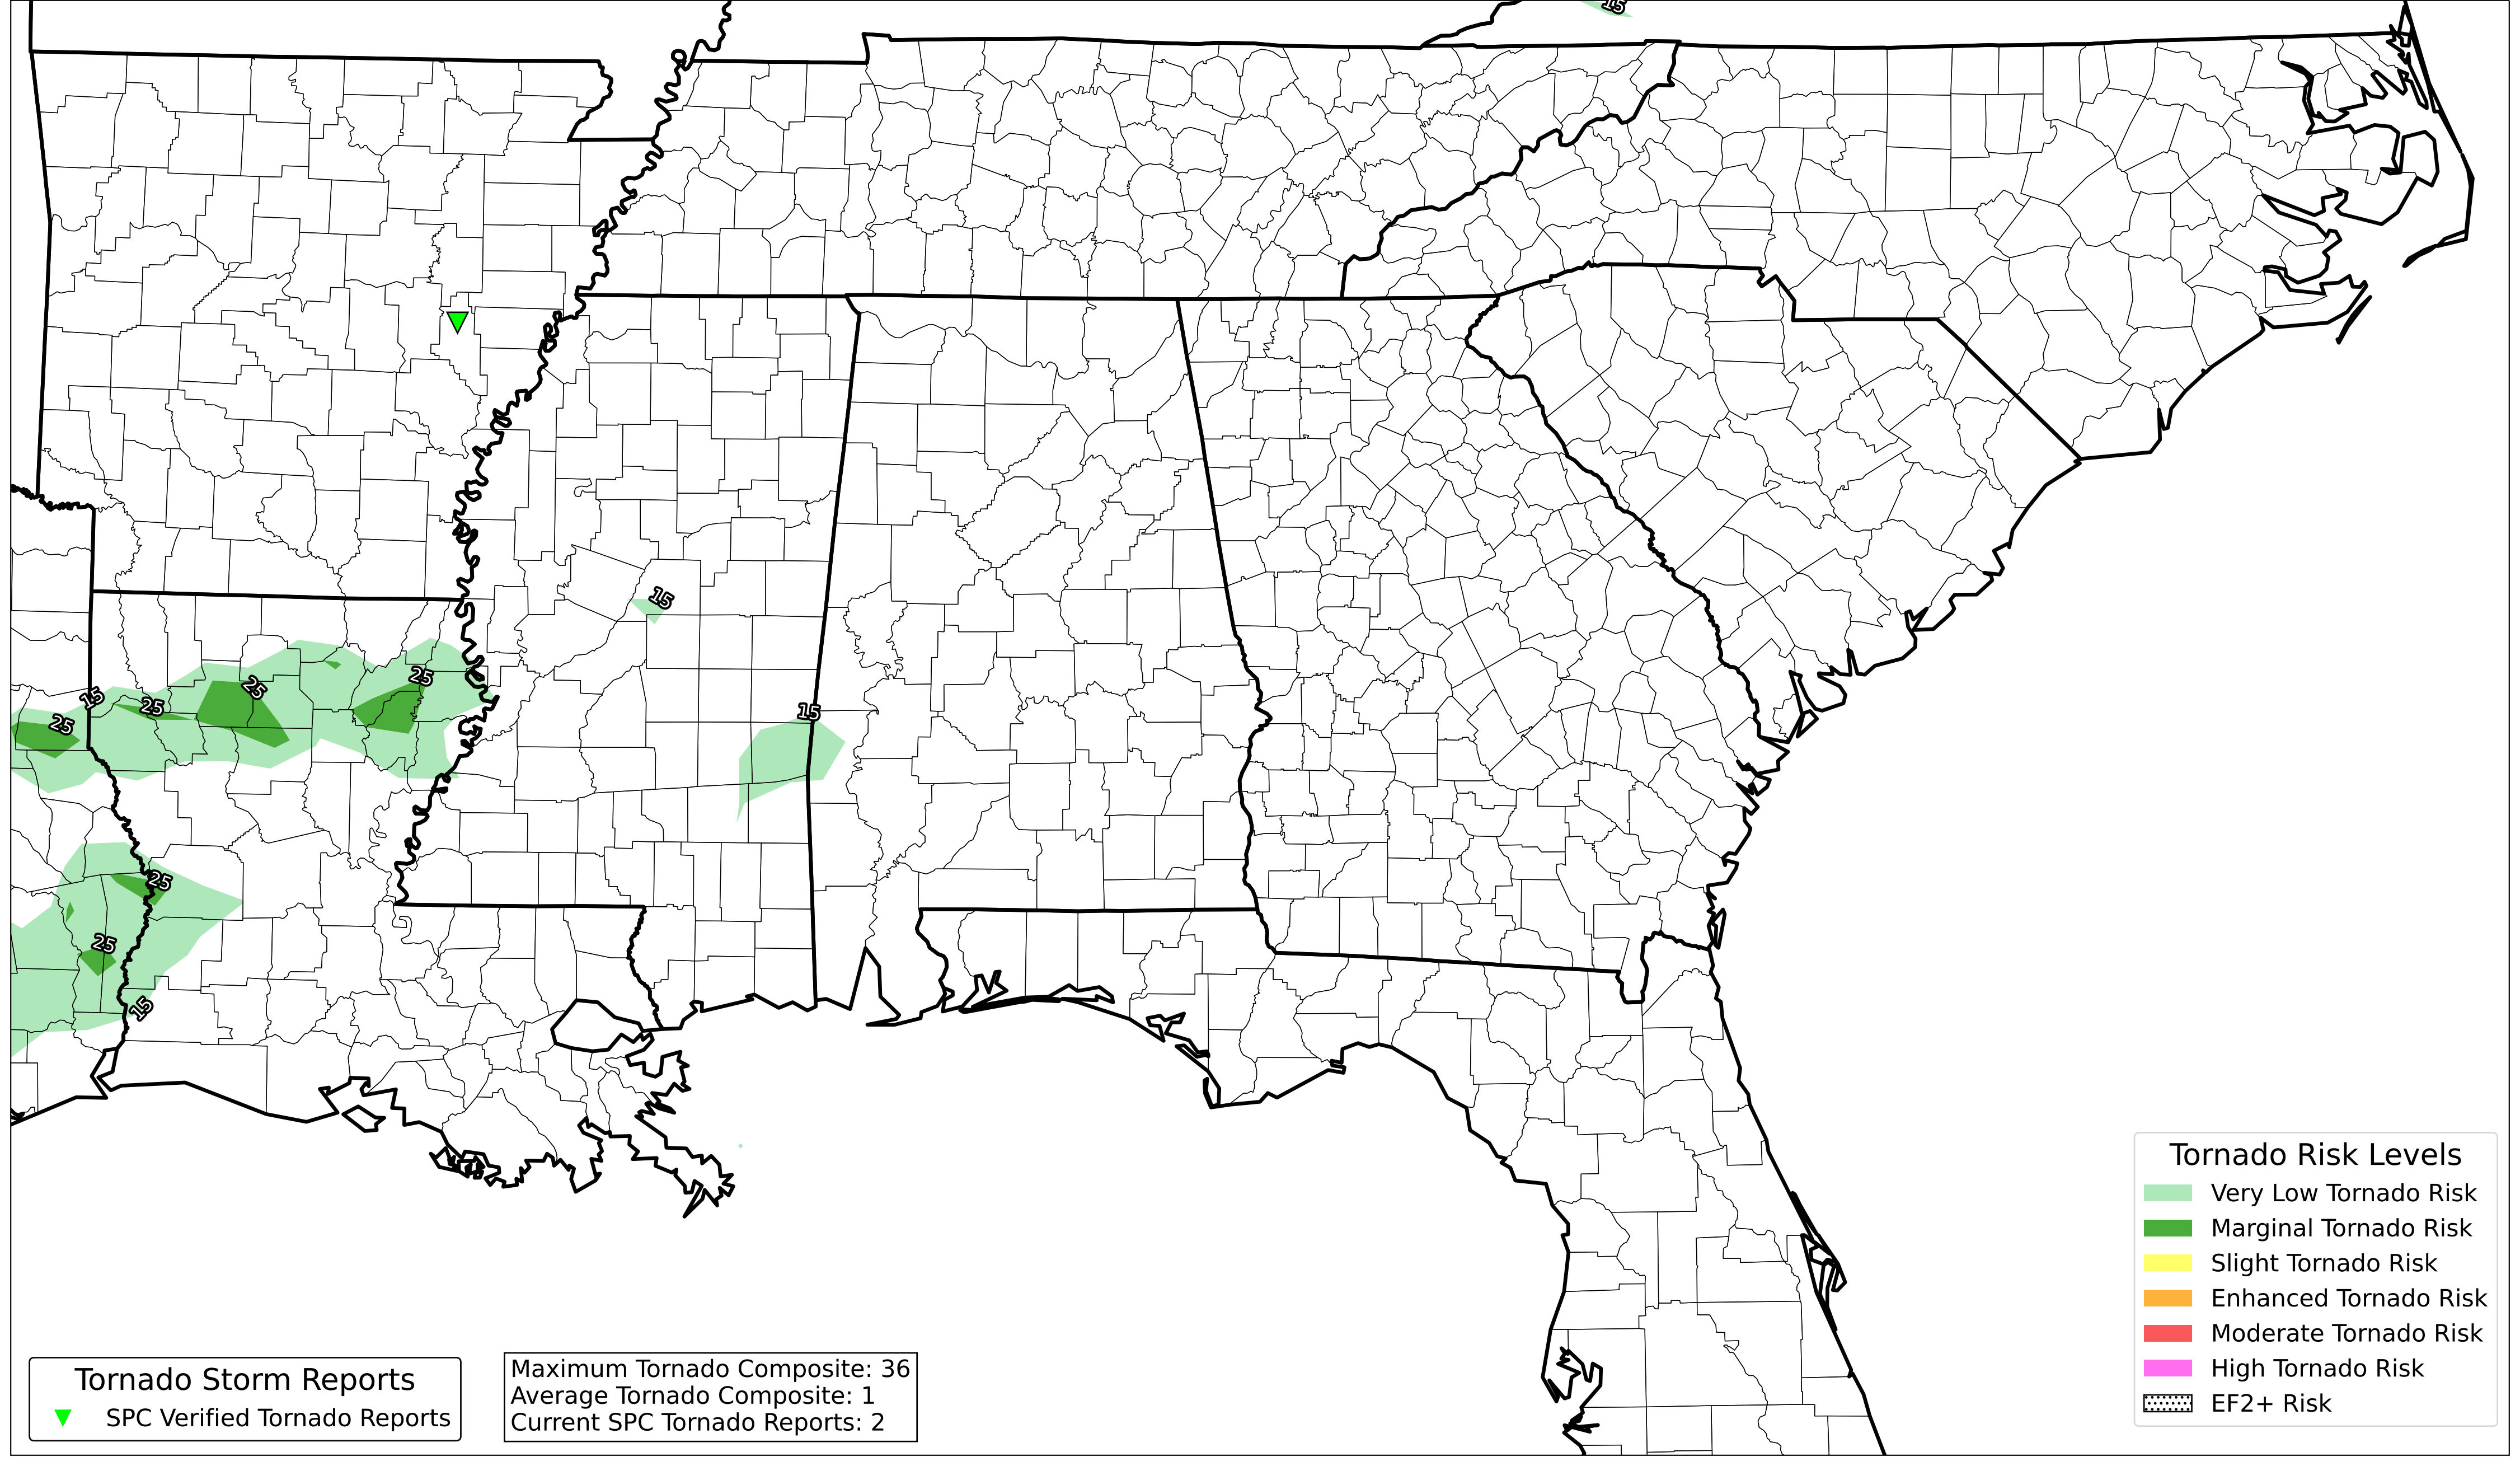 15
15
25
25
15
25
15
25
25
25
15
Tornado Risk Levels
Very Low Tornado Risk
Marginal Tornado Risk
Slight Tornado Risk
Enhanced Tornado Risk
Moderate Tornado Risk
High Tornado Risk
EF2+ Risk
Tornado Storm Reports
SPC Verified Tornado Reports
Maximum Tornado Composite: 36
Average Tornado Composite: 1
Current SPC Tornado Reports: 2